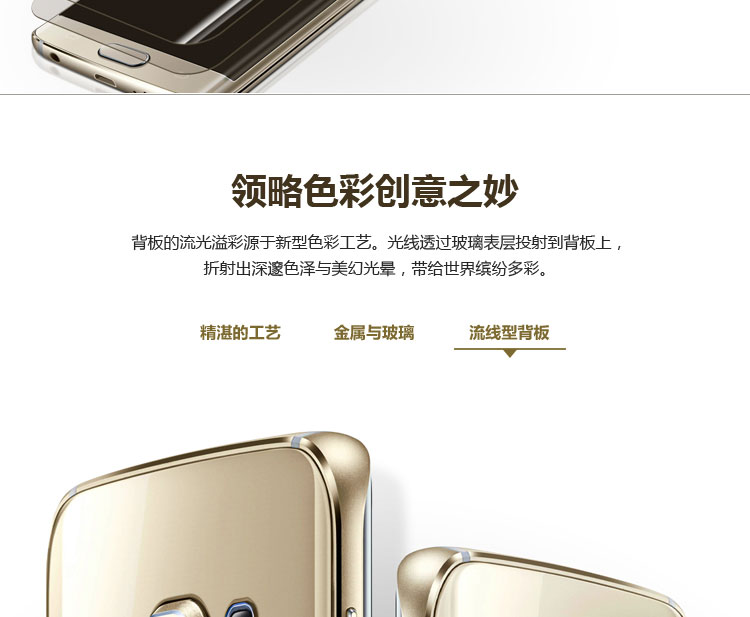 领略色彩创意之妙
背板的流光溢彩源于新型色彩工艺。光线透过玻璃表层投射到背板上，
折射出深邃色泽与美幻光晕，带给世界缤纷多彩。
精湛的工艺 金属与玻璃 流线型背板